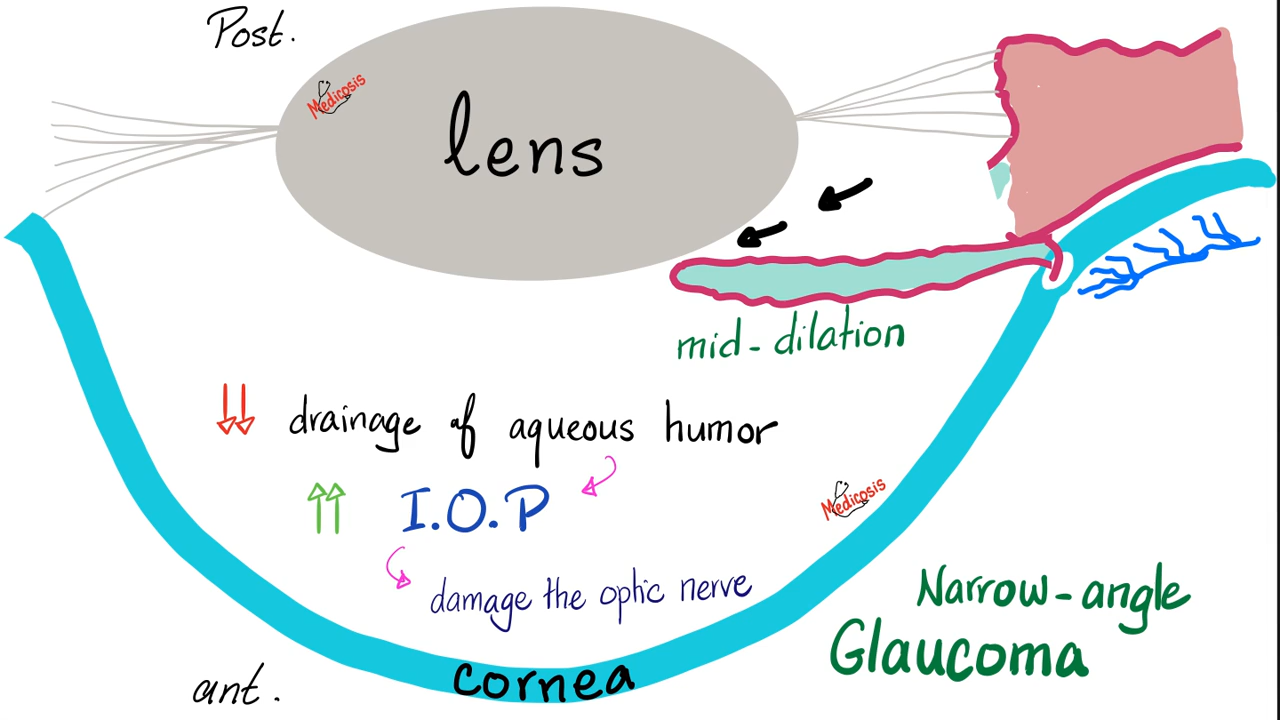 Post.
Medicosis
lens
mid-dilation
↓↓ drainage of aqueous humor
↑↑ I.O.P
damage the optic nerve
Medicosis
Narrow-angle
Glaucoma
cornea
ant.